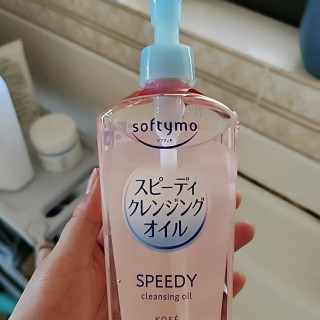 softymo
ソフティモ
スピーディ
クレンジング
オイル
SPEEDY
cleansing oil
KOSÉ